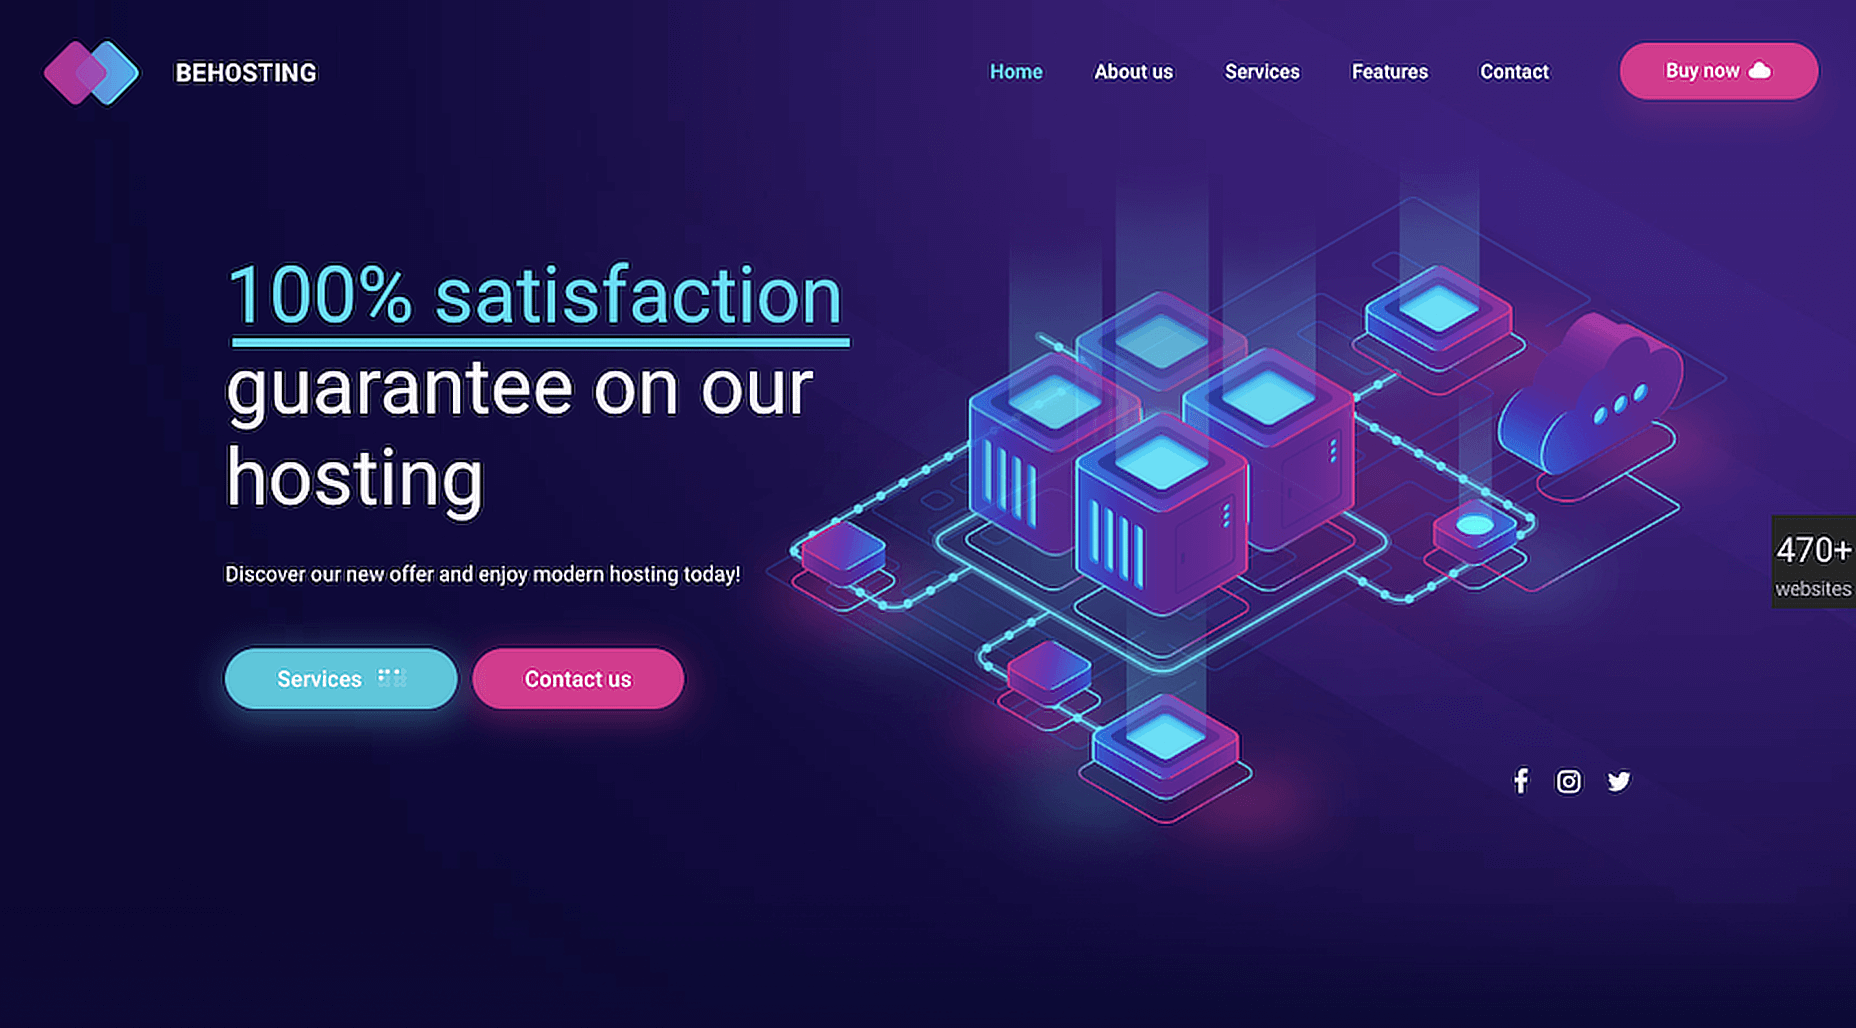 BEHOSTING
Home About us Services Features Contact Buy now
100% satisfaction
guarantee on our
hosting
Discover our new offer and enjoy modern hosting today!
Services Contact us
470+
websites